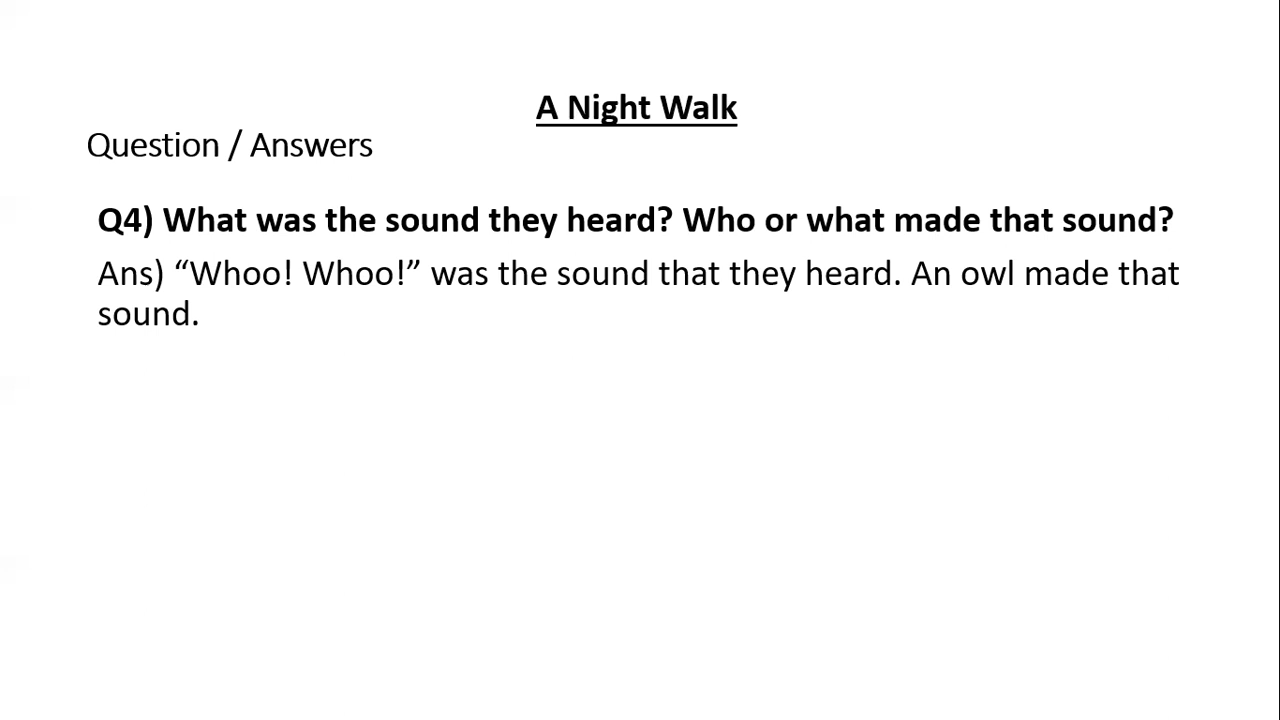 A Night Walk
Question / Answers
Q4) What was the sound they heard? Who or what made that sound?
Ans) “Whoo! Whoo!” was the sound that they heard. An owl made that
sound.